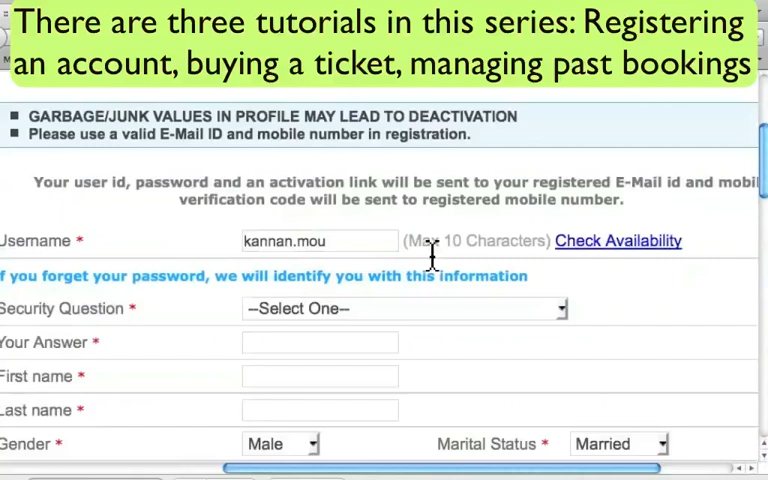 There are three tutorials in this series: Registering
an account, buying a ticket, managing past bookings
GARBAGE/JUNK VALUES IN PROFILE MAY LEAD TO DEACTIVATION
Please use a valid E-Mail ID and mobile number in registration.
Your user id, password and an activation link will be sent to your registered E-Mail id and mobil
verification code will be sent to registered mobile number.
Username * kannan.mou (Max 10 Characters) Check Availability
f you forget your password, we will identify you with this information
Security Question * --Select One--
Your Answer *
First name *
Last name *
Gender * Male Marital Status * Married